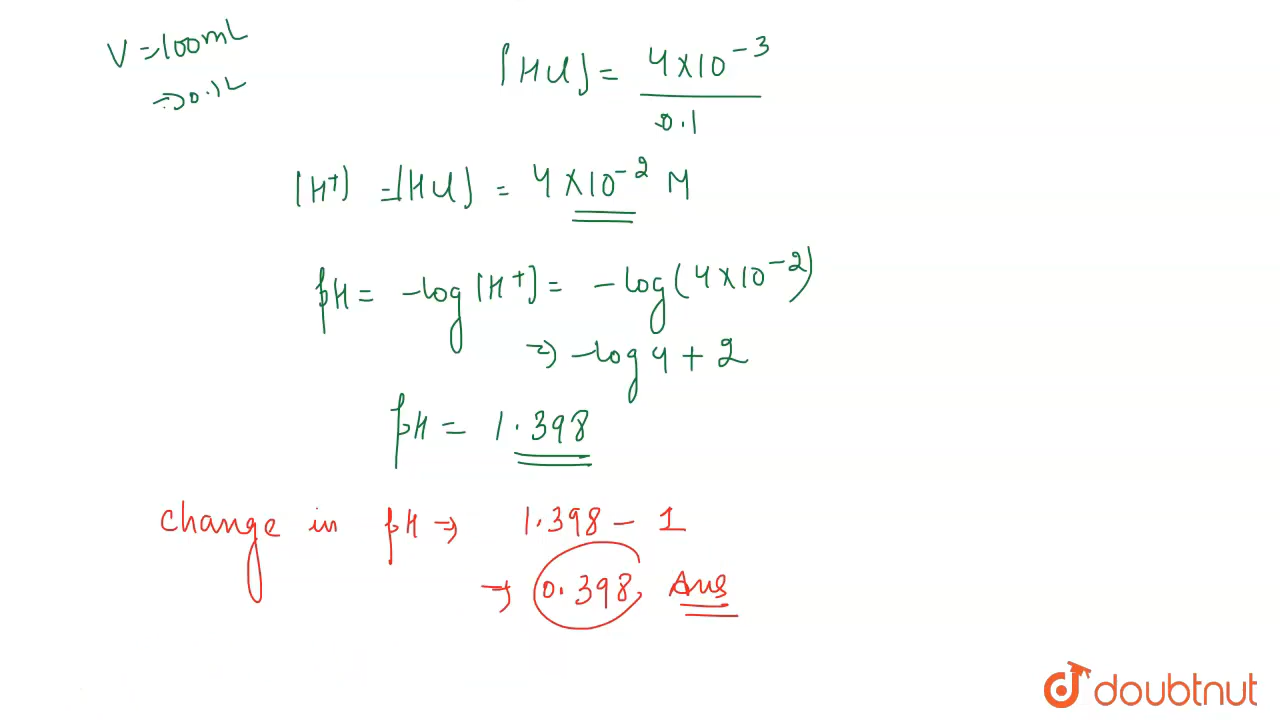 V = 100mL
⇒ 0.1L
[HCl] = 4×10⁻³
0.1
[H⁺] = [HCl] = 4×10⁻² M
pH = -log[H⁺] = -log(4×10⁻²)
⇒ -log 4 + 2
pH = 1.398
Change in pH → 1.398 - 1
→ 0.398 Ans
doubtnut